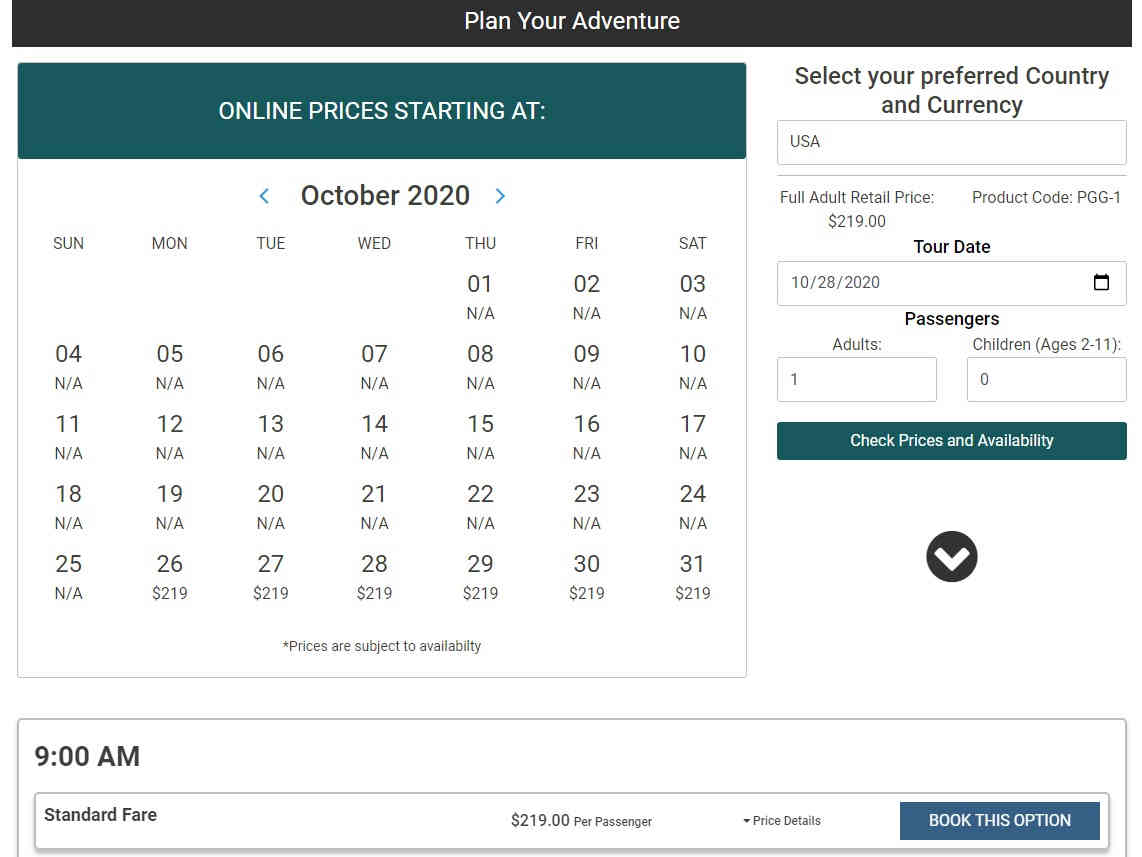 Plan Your Adventure
ONLINE PRICES STARTING AT:
October 2020
SUN MON TUE WED THU FRI SAT
01 02 03
N/A N/A N/A
04 05 06 07 08 09 10
N/A N/A N/A N/A N/A N/A N/A
11 12 13 14 15 16 17
N/A N/A N/A N/A N/A N/A N/A
18 19 20 21 22 23 24
N/A N/A N/A N/A N/A N/A N/A
25 26 27 28 29 30 31
N/A $219 $219 $219 $219 $219 $219
*Prices are subject to availabilty
Select your preferred Country
and Currency
USA
Full Adult Retail Price: Product Code: PGG-1
$219.00
Tour Date
10/28/2020
Passengers
Adults: Children (Ages 2-11):
1 0
Check Prices and Availability
9:00 AM
Standard Fare $219.00 Per Passenger Price Details BOOK THIS OPTION